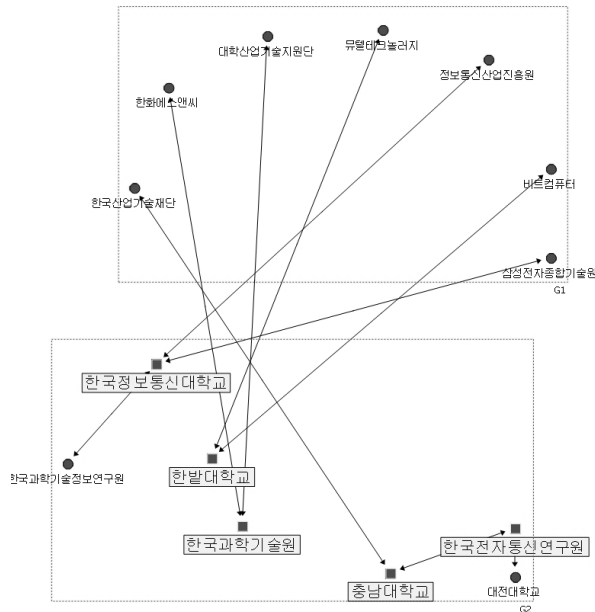 뮤텔테크놀러지
대학산업기술지원단
정보통신산업진흥원
한화에스앤씨
비트컴퓨터
한국산업기술재단
삼성전자종합기술원
G1
한국정보통신대학교
한밭대학교
한국과학기술정보연구원
한국과학기술원
한국전자통신연구원
충남대학교
대전대학교
G2